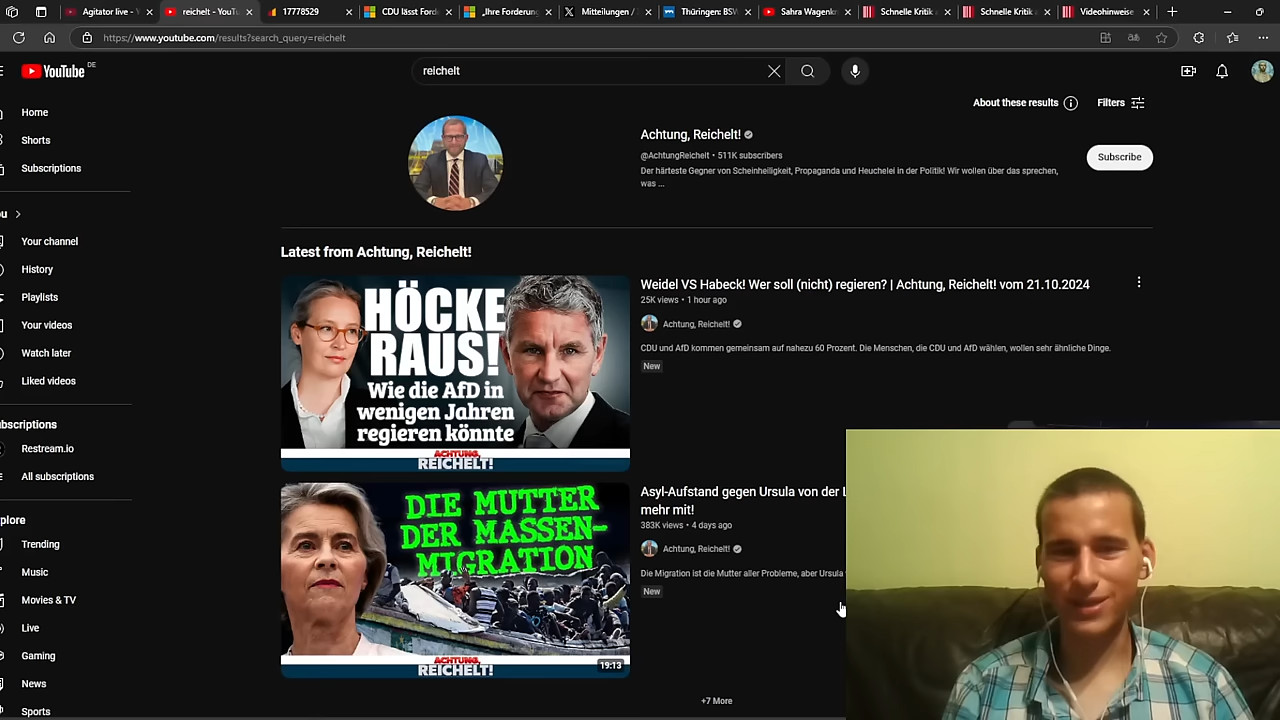 Agitator live - Y
reichelt - YouTu
17778529
CDU lässt Forde
„Ihre Forderung
Mitteilungen / X
Thüringen: BSW
Sahra Wagenkn
Schnelle Kritik a
Schnelle Kritik a
Videohinweise
https://www.youtube.com/results?search_query=reichelt
YouTube DE
reichelt
Home
Shorts
Subscriptions
ou
Your channel
History
Playlists
Your videos
Watch later
Liked videos
ubscriptions
Restream.io
All subscriptions
xplore
Trending
Music
Movies & TV
Live
Gaming
News
Sports
About these results
Filters
Achtung, Reichelt!
@AchtungReichelt • 511K subscribers
Der härteste Gegner von Scheinheiligkeit, Propaganda und Heuchelei in der Politik! Wir wollen über das sprechen,
was ...
Subscribe
Latest from Achtung, Reichelt!
HÖCKE
RAUS!
Wie die AfD in
wenigen Jahren
regieren könnte
ACHTUNG,
REICHELT!
Weidel VS Habeck! Wer soll (nicht) regieren? | Achtung, Reichelt! vom 21.10.2024
25K views • 1 hour ago
Achtung, Reichelt!
CDU und AfD kommen gemeinsam auf nahezu 60 Prozent. Die Menschen, die CDU und AfD wählen, wollen sehr ähnliche Dinge.
New
DIE MUTTER
DER MASSEN-
MIGRATION
ACHTUNG,
REICHELT!
19:13
Asyl-Aufstand gegen Ursula von der L
mehr mit!
383K views • 4 days ago
Achtung, Reichelt!
Die Migration ist die Mutter aller Probleme, aber Ursula
New
+7 More